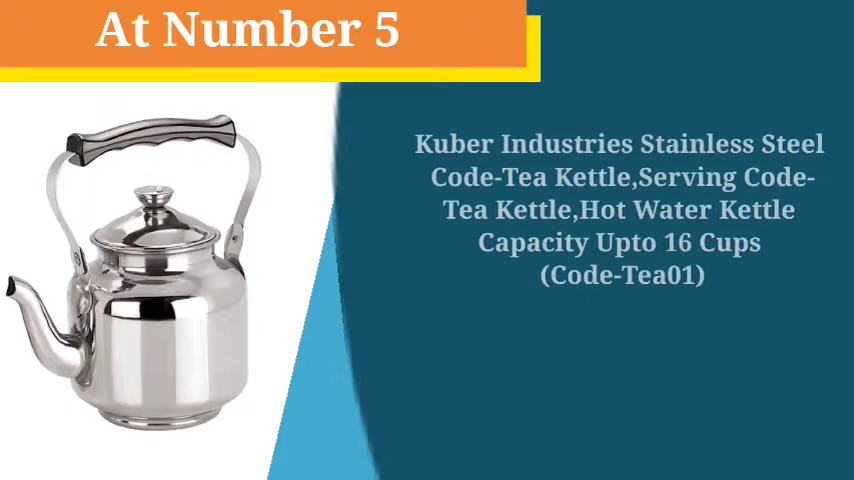 At Number 5
Kuber Industries Stainless Steel
Code-Tea Kettle,Serving Code-
Tea Kettle,Hot Water Kettle
Capacity Upto 16 Cups
(Code-Tea01)